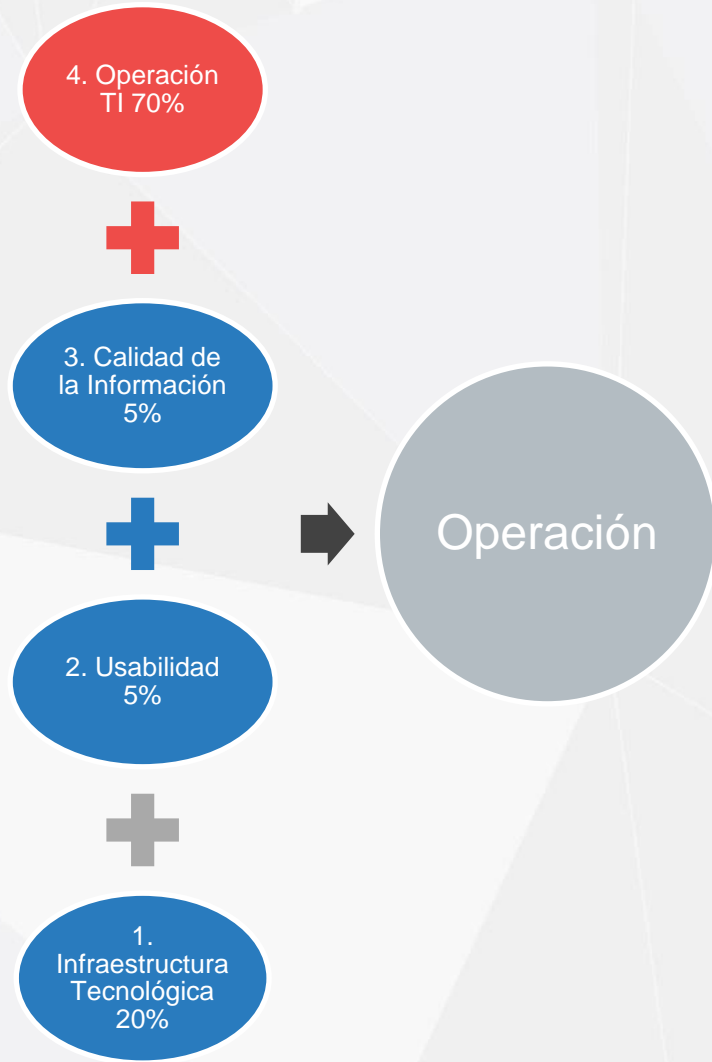 4. Operación
TI 70%
3. Calidad de
la Información
5%
2. Usabilidad
5%
1.
Infraestructura
Tecnológica
20%
Operación